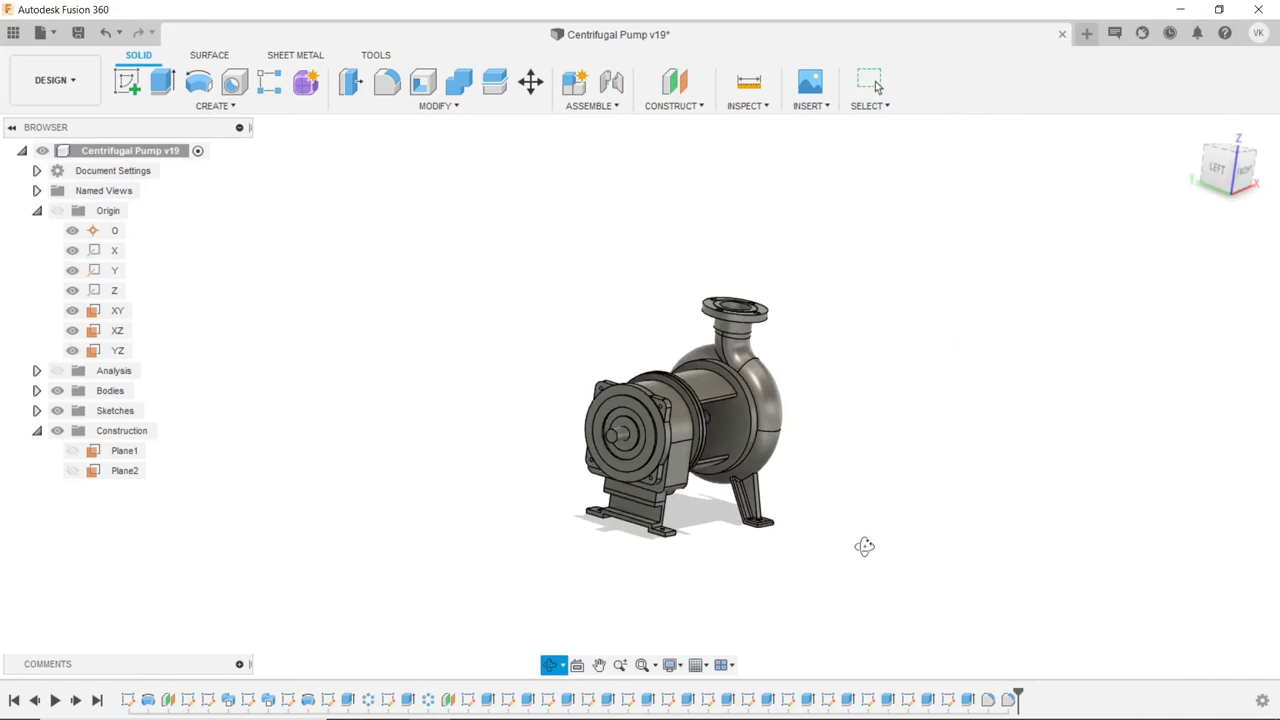 Autodesk Fusion 360
Centrifugal Pump v19*
VK
SOLID
SURFACE
SHEET METAL
TOOLS
DESIGN
CREATE
MODIFY
ASSEMBLE
CONSTRUCT
INSPECT
INSERT
SELECT
BROWSER
Centrifugal Pump v19
Document Settings
Named Views
Origin
O
X
Y
Z
XY
XZ
YZ
Analysis
Bodies
Sketches
Construction
Plane1
Plane2
Z
LEFT
FRONT
Y
X
COMMENTS